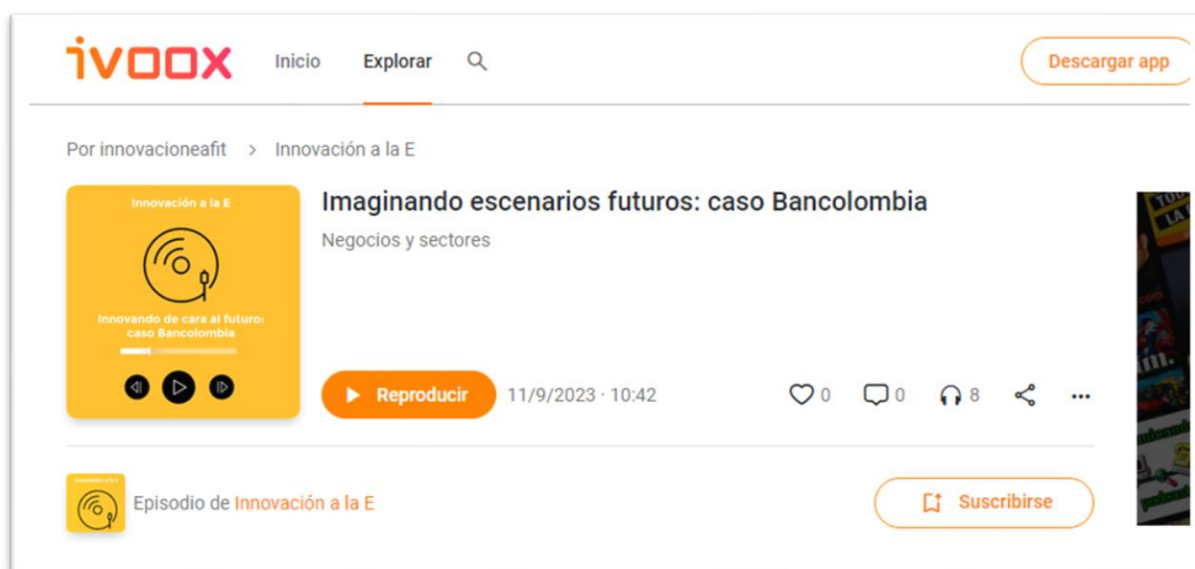 ivoox
Inicio
Explorar
Descargar app
Por innovacioneafit > Innovación a la E
Innovación a la E
Innovando de cara al futuro:
caso Bancolombia
Imaginando escenarios futuros: caso Bancolombia
Negocios y sectores
Reproducir
11/9/2023 · 10:42
0
0
8
...
Episodio de Innovación a la E
Suscribirse